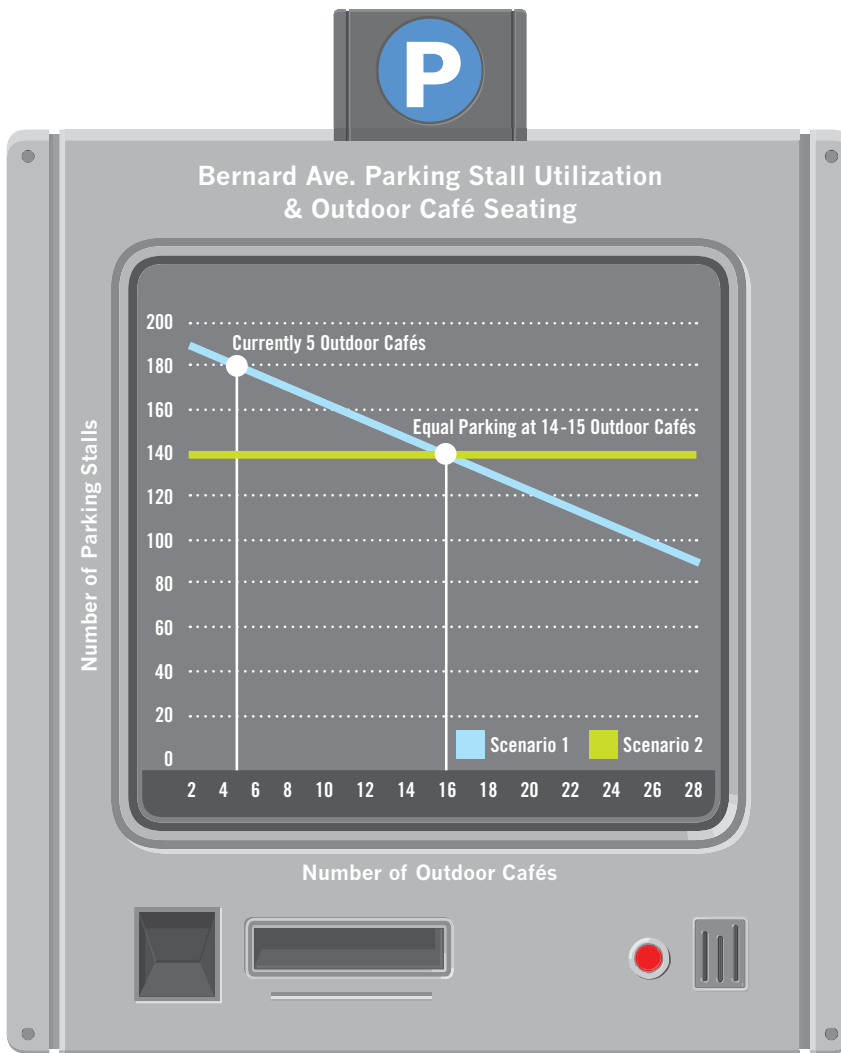 P
Bernard Ave. Parking Stall Utilization
& Outdoor Café Seating
Number of Parking Stalls
200
180
160
140
120
100
80
60
40
20
0
Currently 5 Outdoor Cafés
Equal Parking at 14-15 Outdoor Cafés
Scenario 1 Scenario 2
2 4 6 8 10 12 14 16 18 20 22 24 26 28
Number of Outdoor Cafés